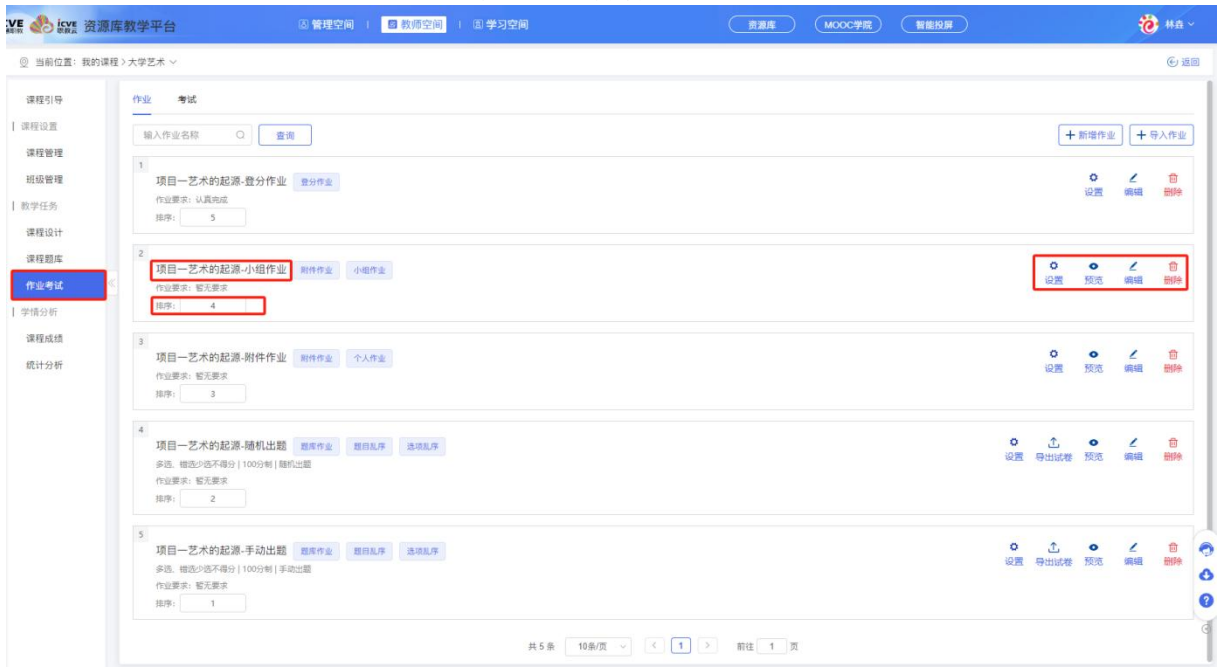 icve 智慧职教 资源库教学平台 管理空间 | 教师空间 | 学习空间 资源库 MOOC学院 智能投屏 林垚
当前位置: 我的课程 > 大学艺术 返回
课程引导
课程设置
课程管理
班级管理
教学任务
课程设计
课程题库
作业考试
学情分析
课程成绩
统计分析
作业 考试
输入作业名称 查询 + 新增作业 + 导入作业
1
项目一艺术的起源-登分作业 登分作业
作业要求: 认真完成
排序: 5
设置 编辑 删除
2
项目一艺术的起源-小组作业 附件作业 小组作业
作业要求: 暂无要求
排序: 4
设置 预览 编辑 删除
3
项目一艺术的起源-附件作业 附件作业 个人作业
作业要求: 暂无要求
排序: 3
设置 预览 编辑 删除
4
项目一艺术的起源-随机出题 题库作业 题目乱序 选项乱序
多选、错选少选不得分 | 100分制 | 随机出题
作业要求: 暂无要求
排序: 2
设置 导出试卷 预览 编辑 删除
5
项目一艺术的起源-手动出题 题库作业 题目乱序 选项乱序
多选、错选少选不得分 | 100分制 | 手动出题
作业要求: 暂无要求
排序: 1
设置 导出试卷 预览 编辑 删除
共 5 条 10条/页 < 1 > 前往 1 页